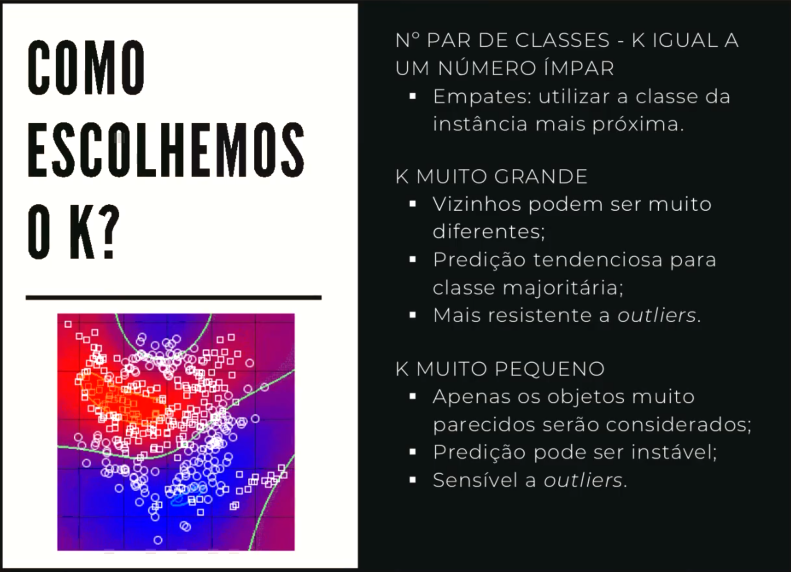 COMO
ESCOLHEMOS
O K?
Nº PAR DE CLASSES - K IGUAL A
UM NÚMERO ÍMPAR
▪ Empates: utilizar a classe da
instância mais próxima.
K MUITO GRANDE
▪ Vizinhos podem ser muito
diferentes;
▪ Predição tendenciosa para
classe majoritária;
▪ Mais resistente a outliers.
K MUITO PEQUENO
▪ Apenas os objetos muito
parecidos serão considerados;
▪ Predição pode ser instável;
▪ Sensível a outliers.